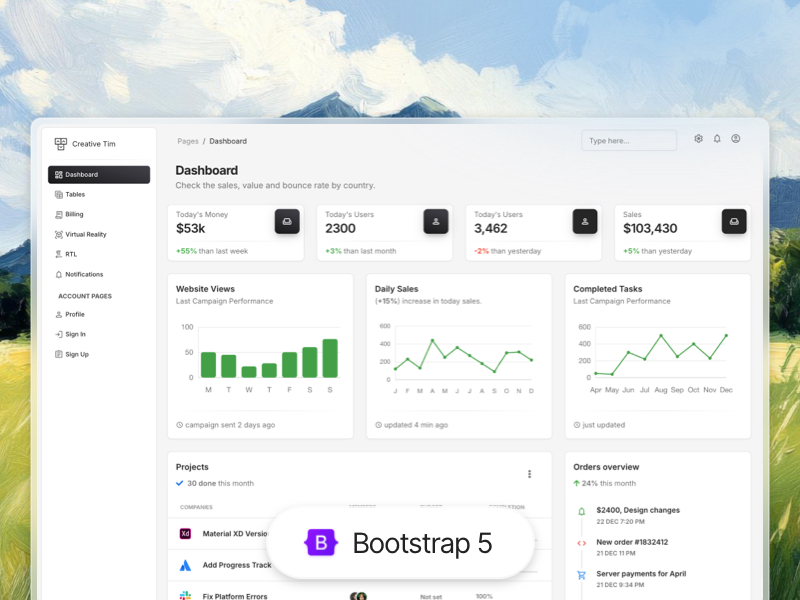 Creative Tim
Dashboard
Tables
Billing
Virtual Reality
RTL
Notifications
ACCOUNT PAGES
Profile
Sign In
Sign Up
Pages / Dashboard
Type here...
Dashboard
Check the sales, value and bounce rate by country.
Today's Money
$53k
+55% than last week
Today's Users
2300
+3% than last month
Today's Users
3,462
-2% than yesterday
Sales
$103,430
+5% than yesterday
Website Views
Last Campaign Performance
100
50
0
M T W T F S S
campaign sent 2 days ago
Daily Sales
(+15%) increase in today sales.
600
400
200
0
J F M A M J J A S O N D
updated 4 min ago
Completed Tasks
Last Campaign Performance
600
400
200
0
Apr May Jun Jul Aug Sep Oct Nov Dec
just updated
Projects
30 done this month
COMPANIES
Xd Material XD Versio
Add Progress Track
Fix Platform Errors Not set 100%
Orders overview
24% this month
$2400, Design changes
22 DEC 7:20 PM
New order #1832412
21 DEC 11 PM
Server payments for April
21 DEC 9:34 PM
B Bootstrap 5